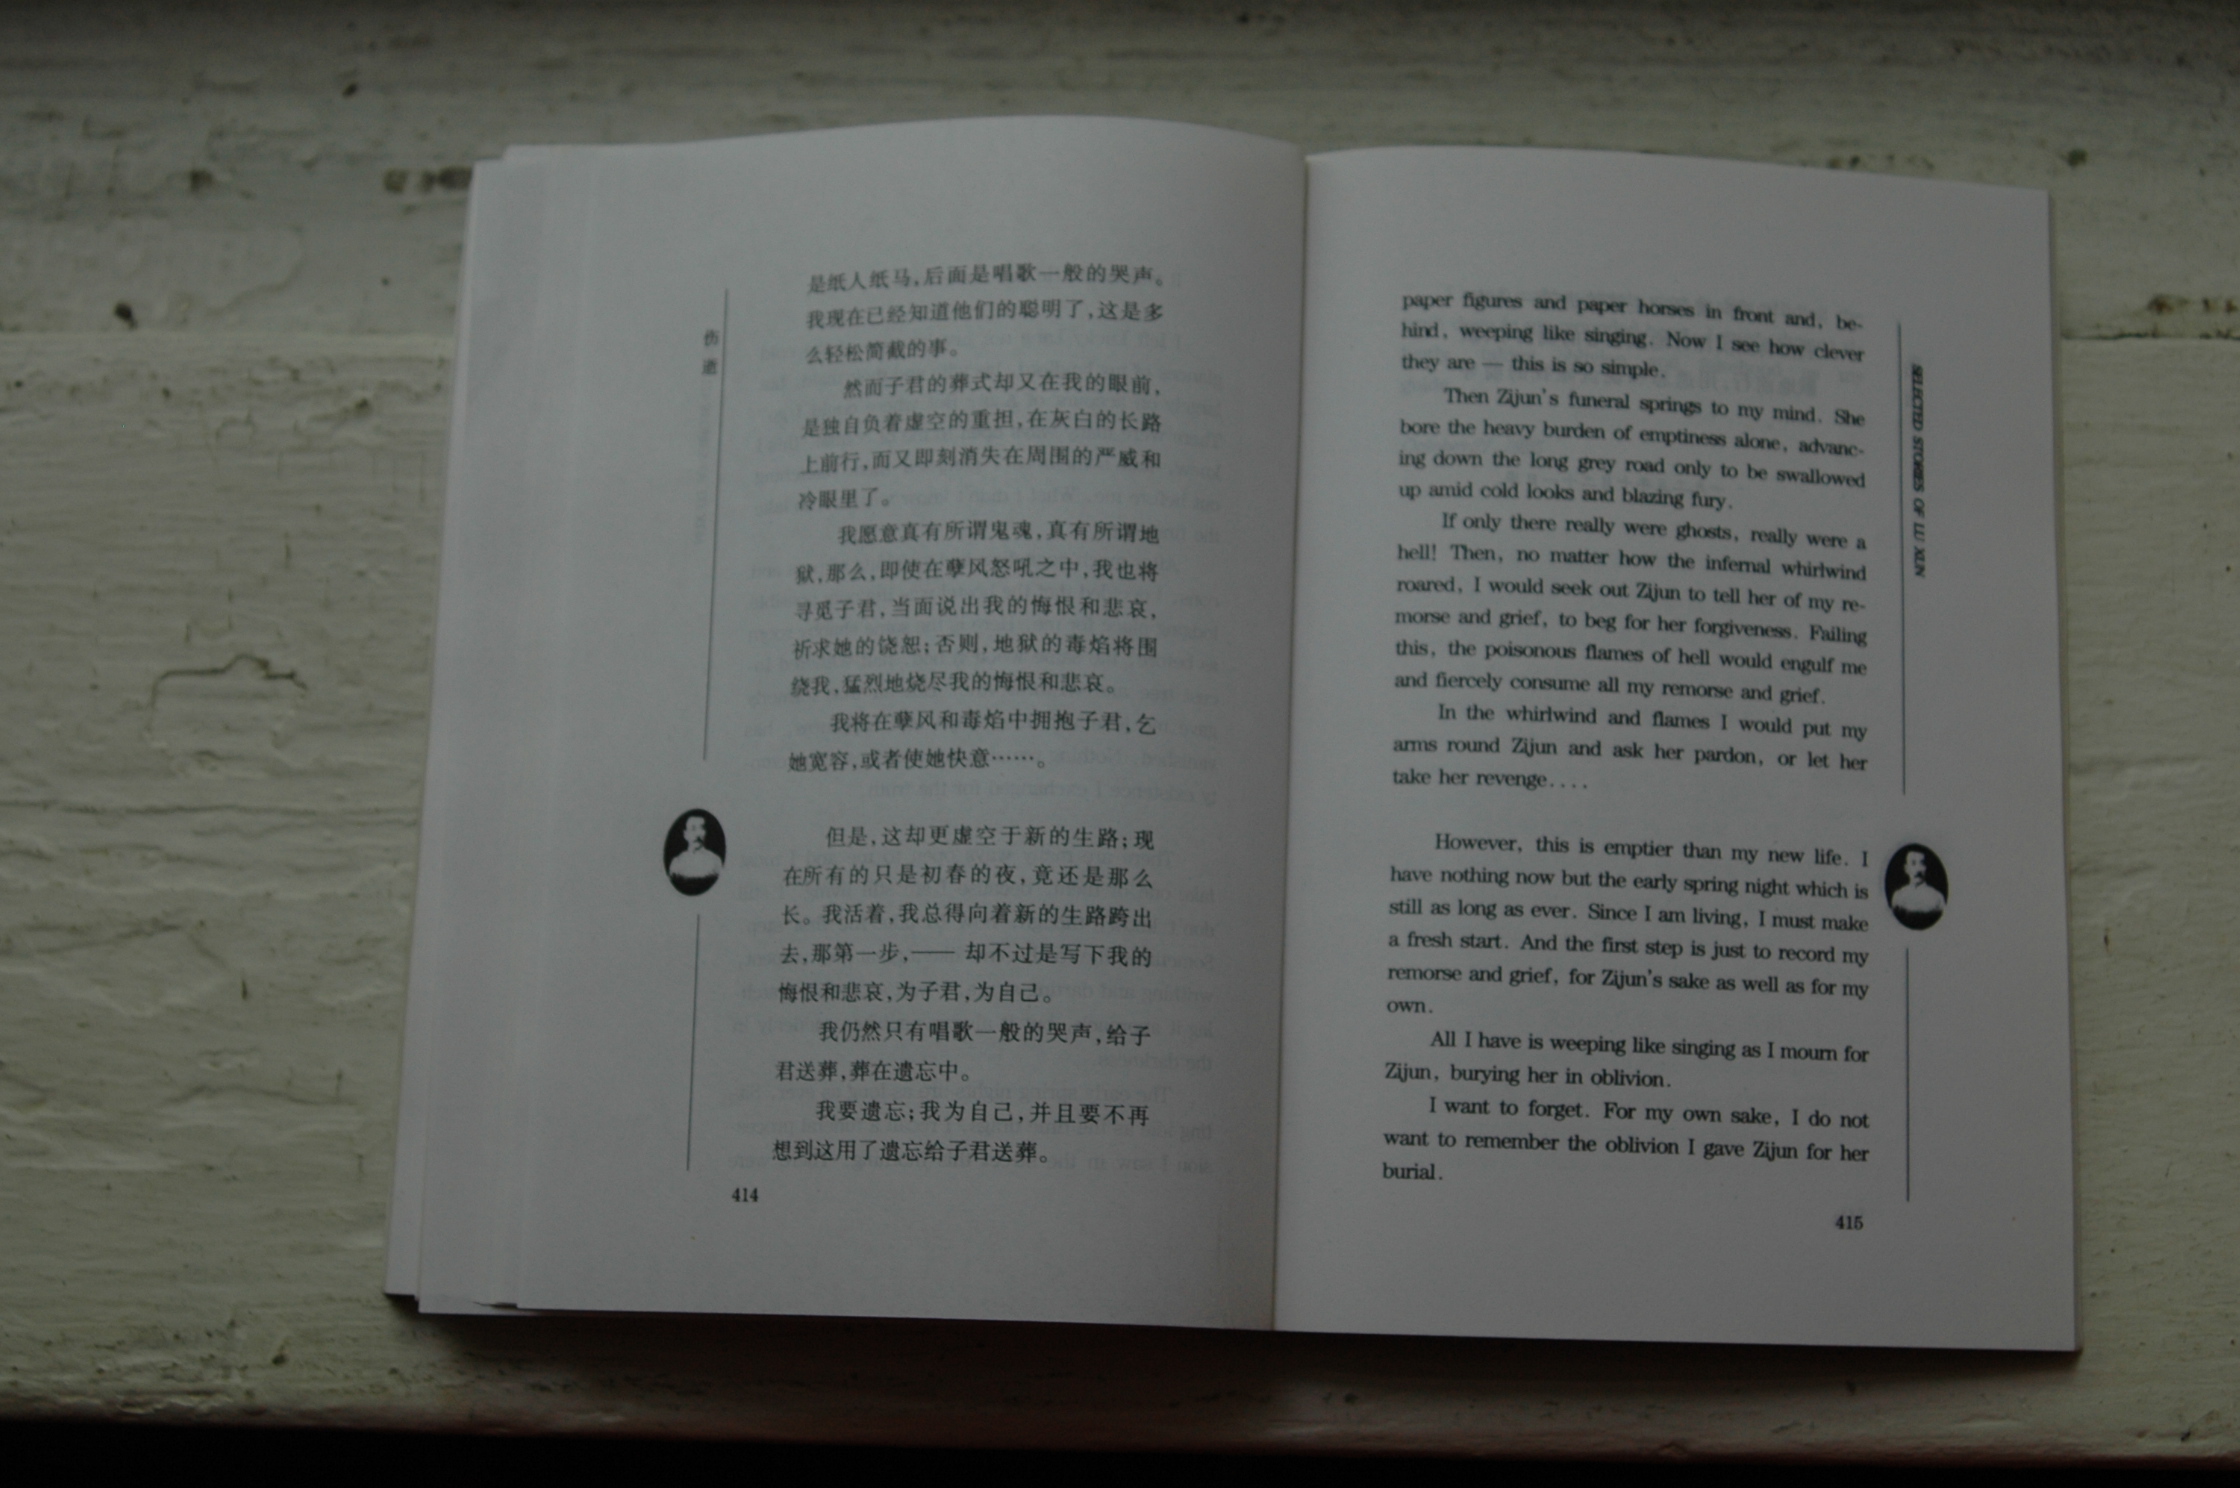 伤逝
是纸人纸马,后面是唱歌一般的哭声。
我现在已经知道他们的聪明了,这是多
么轻松简截的事。
然而子君的葬式却又在我的眼前,
是独自负着虚空的重担,在灰白的长路
上前行,而又即刻消失在周围的严威和
冷眼里了。
我愿意真有所谓鬼魂,真有所谓地
狱,那么,即使在孽风怒吼之中,我也将
寻觅子君,当面说出我的悔恨和悲哀,
祈求她的饶恕;否则,地狱的毒焰将围
绕我,猛烈地烧尽我的悔恨和悲哀。
我将在孽风和毒焰中拥抱子君,乞
她宽容,或者使她快意……。
但是,这却更虚空于新的生路;现
在所有的只是初春的夜,竟还是那么
长。我活着,我总得向着新的生路跨出
去,那第一步,—— 却不过是写下我的
悔恨和悲哀,为子君,为自己。
我仍然只有唱歌一般的哭声,给子
君送葬,葬在遗忘中。
我要遗忘;我为自己,并且要不再
想到这用了遗忘给子君送葬。
414
paper figures and paper horses in front and, be-
hind, weeping like singing. Now I see how clever
they are — this is so simple.
Then Zijun's funeral springs to my mind. She
bore the heavy burden of emptiness alone, advanc-
ing down the long grey road only to be swallowed
up amid cold looks and blazing fury.
If only there really were ghosts, really were a
hell! Then, no matter how the infernal whirlwind
roared, I would seek out Zijun to tell her of my re-
morse and grief, to beg for her forgiveness. Failing
this, the poisonous flames of hell would engulf me
and fiercely consume all my remorse and grief.
In the whirlwind and flames I would put my
arms round Zijun and ask her pardon, or let her
take her revenge....
However, this is emptier than my new life. I
have nothing now but the early spring night which is
still as long as ever. Since I am living, I must make
a fresh start. And the first step is just to record my
remorse and grief, for Zijun's sake as well as for my
own.
All I have is weeping like singing as I mourn for
Zijun, burying her in oblivion.
I want to forget. For my own sake, I do not
want to remember the oblivion I gave Zijun for her
burial.
415
SELECTED STORIES OF LU XUN